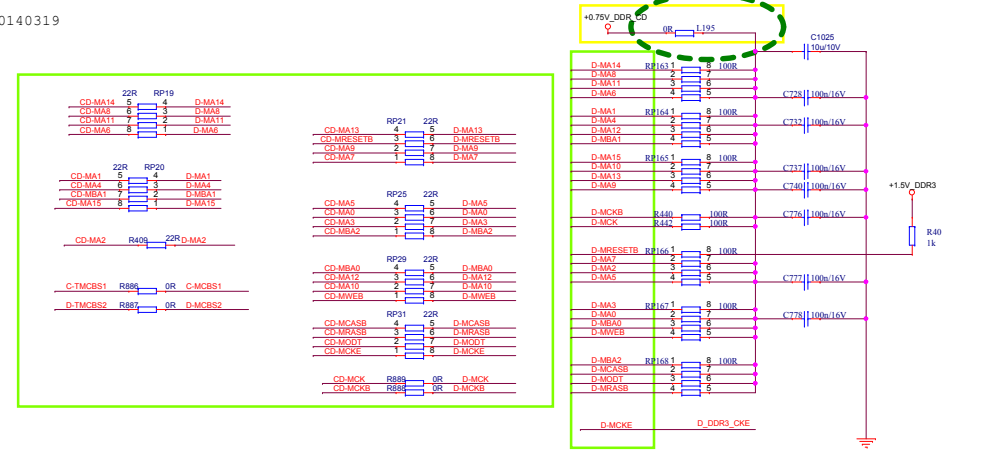 0140319
+0.75V_DDR_CD
0R L195
C1025
10u/10V
22R RP19
CD-MA14 5 4 D-MA14
CD-MA8 6 3 D-MA8
CD-MA11 7 2 D-MA11
CD-MA6 8 1 D-MA6
22R RP20
CD-MA1 5 4 D-MA1
CD-MA4 6 3 D-MA4
CD-MBA1 7 2 D-MBA1
CD-MA15 8 1 D-MA15
CD-MA2 R409 22R D-MA2
C-TMCBS1 R886 0R C-MCBS1
D-TMCBS2 R887 0R D-MCBS2
RP21 22R
CD-MA13 4 5 D-MA13
CD-MRESETB 3 6 D-MRESETB
CD-MA9 2 7 D-MA9
CD-MA7 1 8 D-MA7
RP25 22R
CD-MA5 4 5 D-MA5
CD-MA0 3 6 D-MA0
CD-MA3 2 7 D-MA3
CD-MBA2 1 8 D-MBA2
RP29 22R
CD-MBA0 4 5 D-MBA0
CD-MA12 3 6 D-MA12
CD-MA10 2 7 D-MA10
CD-MWEB 1 8 D-MWEB
RP31 22R
CD-MCASB 4 5 D-MCASB
CD-MRASB 3 6 D-MRASB
CD-MODT 2 7 D-MODT
CD-MCKE 1 8 D-MCKE
CD-MCK R889 0R D-MCK
CD-MCKB R888 0R D-MCKB
D-MA14 RP163 1 8 100R
D-MA8 2 7
D-MA11 3 6
D-MA6 4 5
C728 100n/16V
D-MA1 RP164 1 8 100R
D-MA4 2 7
D-MA12 3 6
D-MBA1 4 5
C732 100n/16V
D-MA15 RP165 1 8 100R
D-MA10 2 7
D-MA13 3 6
D-MA9 4 5
C737 100n/16V
C740 100n/16V
D-MCKB R440 100R
D-MCK R442 100R
C776 100n/16V
+1.5V_DDR3
R40
1k
D-MRESETB RP166 1 8 100R
D-MA7 2 7
D-MA2 3 6
D-MA5 4 5
C777 100n/16V
D-MA3 RP167 1 8 100R
D-MA0 2 7
D-MBA0 3 6
D-MWEB 4 5
C778 100n/16V
D-MBA2 RP168 1 8 100R
D-MCASB 2 7
D-MODT 3 6
D-MRASB 4 5
D-MCKE D_DDR3_CKE